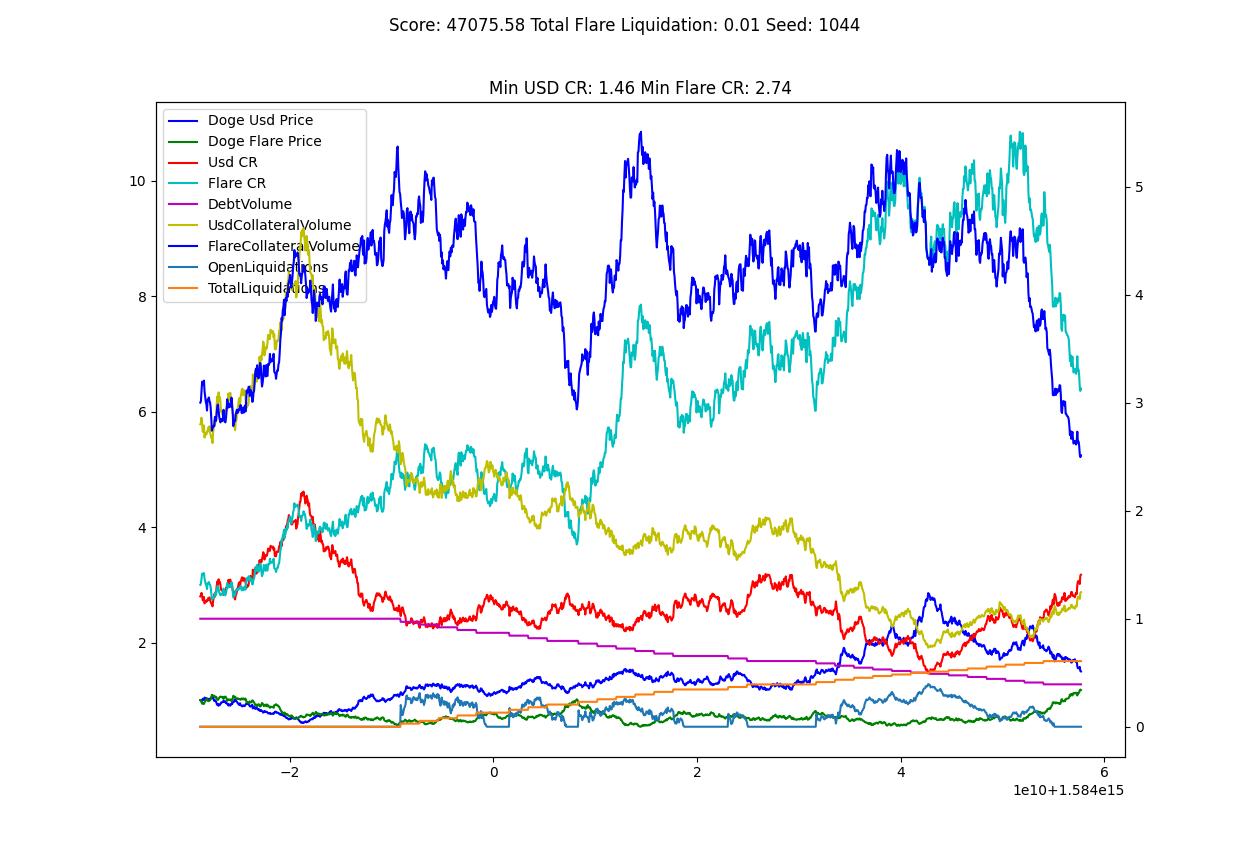 Score: 47075.58 Total Flare Liquidation: 0.01 Seed: 1044
Min USD CR: 1.46 Min Flare CR: 2.74
Doge Usd Price
Doge Flare Price
Usd CR
Flare CR
DebtVolume
UsdCollateralVolume
FlareCollateralVolume
OpenLiquidations
TotalLiquidations
10
8
6
4
2
5
4
3
2
1
0
−2
0
2
4
6
1e10+1.584e15